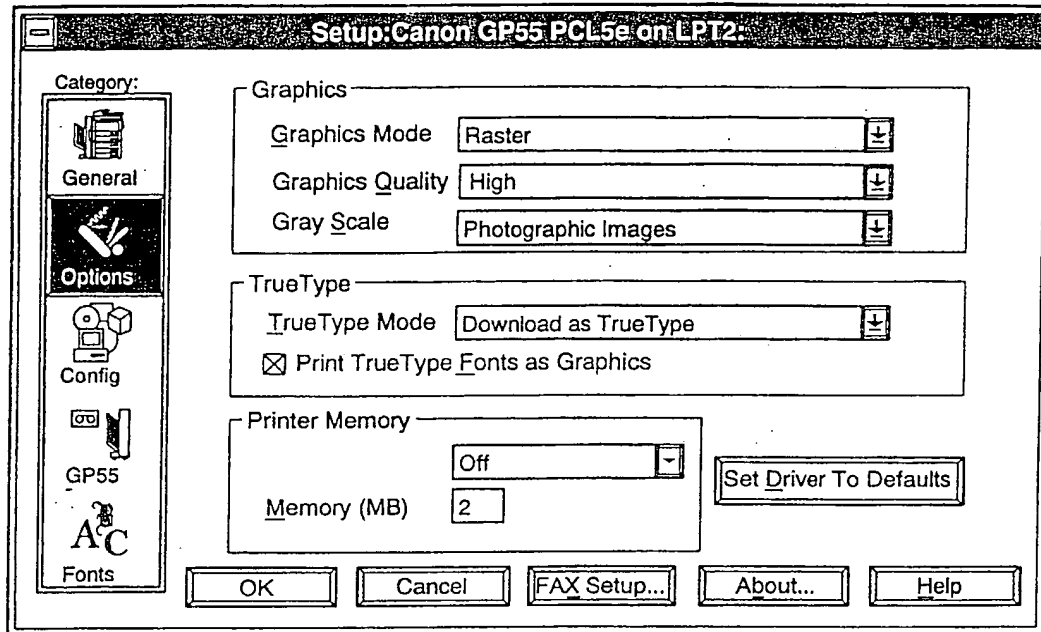 Setup:Canon GP55 PCL5e on LPT2:
Category:
General
Options
Config
GP55
Fonts
Graphics
Graphics Mode Raster
Graphics Quality High
Gray Scale Photographic Images
TrueType
TrueType Mode Download as TrueType
Print TrueType Fonts as Graphics
Printer Memory
Off
Memory (MB) 2
Set Driver To Defaults
OK Cancel FAX Setup... About... Help